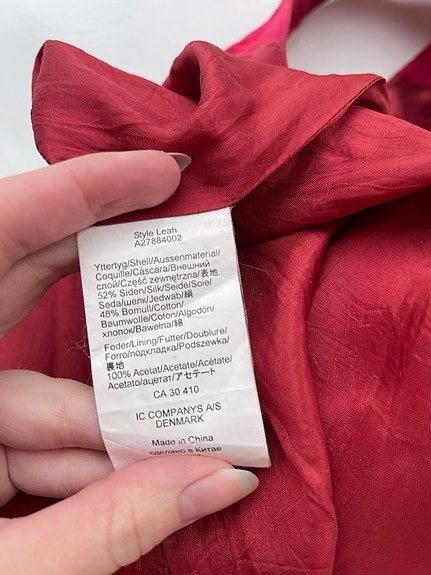 Style Leah
A27884002
Yttertyg/Shell/Aussenmaterial/
Coquille/Cáscara/Внешний
слой/Część zewnętrzna/表地
52% Siden/Silk/Seide/Soie/
Seda/шелк/Jedwab/絹
48% Bomull/Cotton/
Baumwolle/Coton/Algodón/
хлопок/Bawełna/綿
Foder/Lining/Futter/Doublure/
Forro/подкладка/Podszewka/
裏地
100% Acetat/Acetate/Acétate/
Acetato/ацетат/アセテート
CA 30 410
IC COMPANYS A/S
DENMARK
Made in China
сделано в Китае